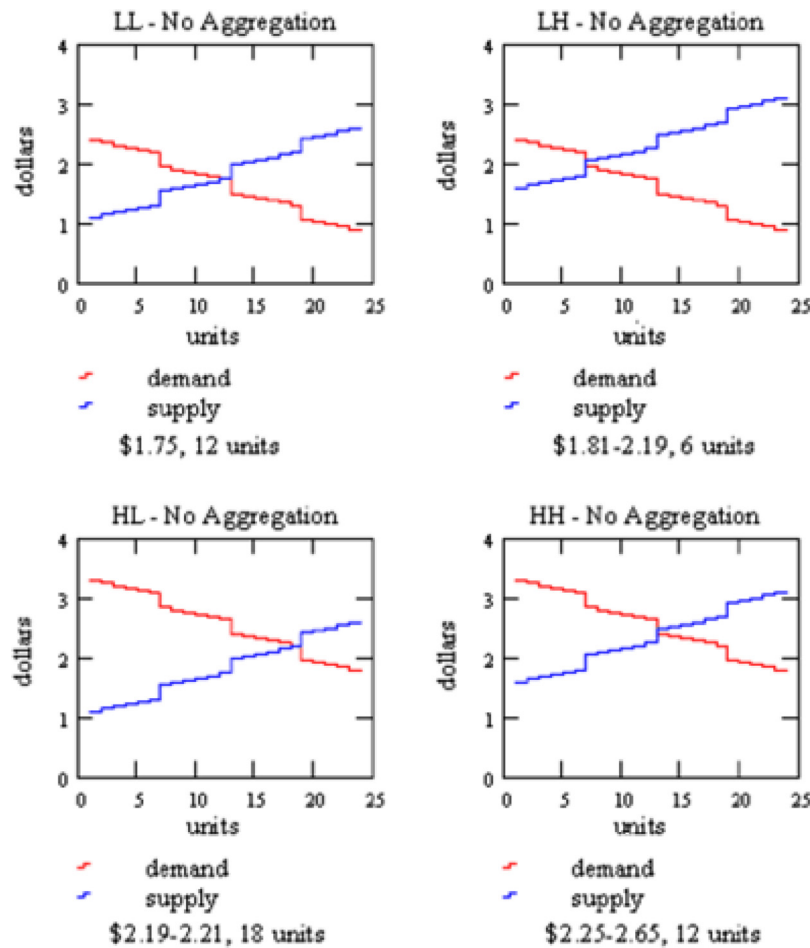 LL - No Aggregation
4
3
2
1
0
dollars
0 5 10 15 20 25
units
demand
supply
$1.75, 12 units
LH - No Aggregation
4
3
2
1
0
dollars
0 5 10 15 20 25
units
demand
supply
$1.81-2.19, 6 units
HL - No Aggregation
4
3
2
1
0
dollars
0 5 10 15 20 25
units
demand
supply
$2.19-2.21, 18 units
HH - No Aggregation
4
3
2
1
0
dollars
0 5 10 15 20 25
units
demand
supply
$2.25-2.65, 12 units